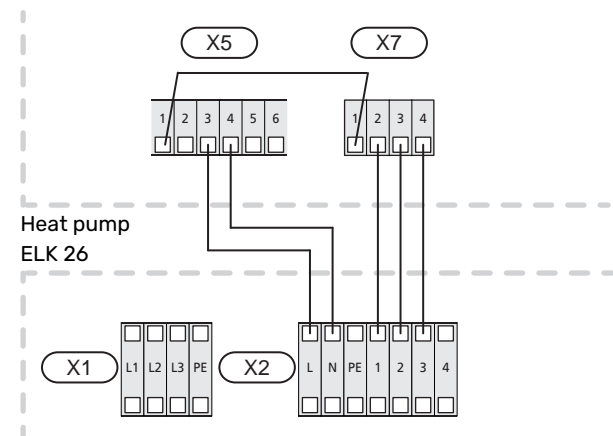 X5 X7
1 2 3 4 5 6 1 2 3 4
Heat pump
ELK 26
X1 L1 L2 L3 PE X2 L N PE 1 2 3 4